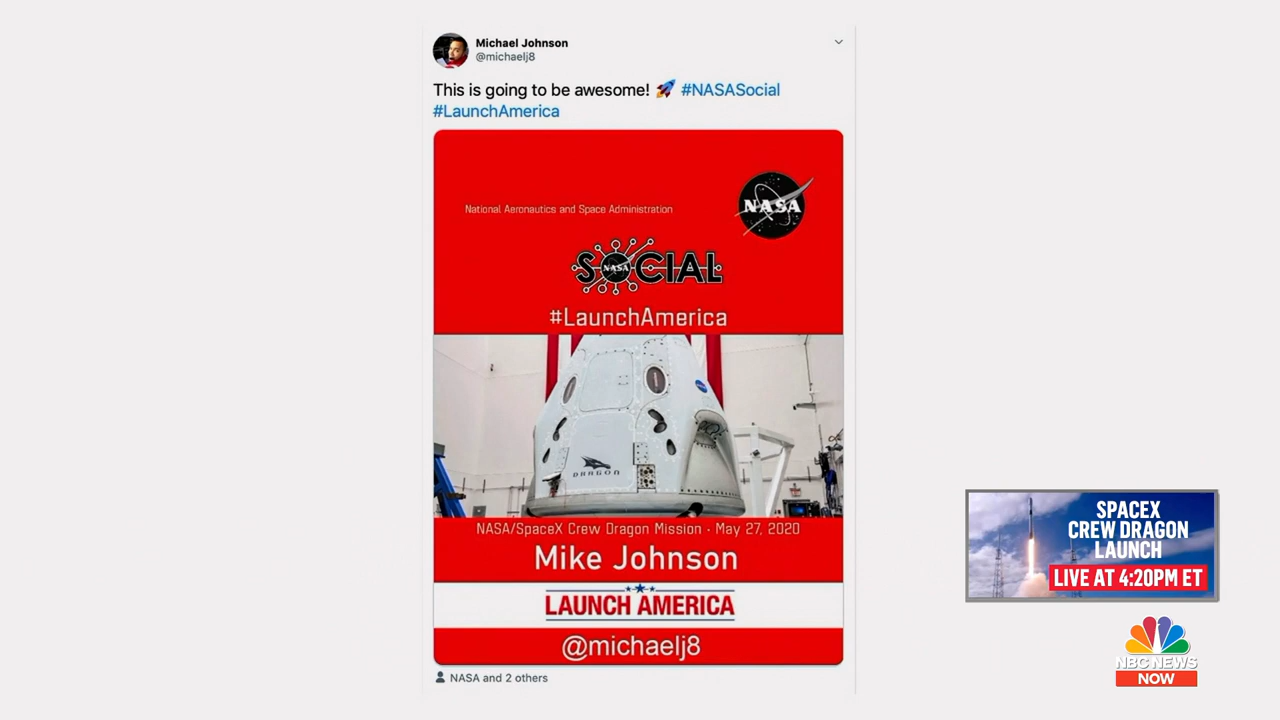 Michael Johnson
@michaelj8
This is going to be awesome! 🚀 #NASASocial
#LaunchAmerica
National Aeronautics and Space Administration
NASA
SOCIAL
NASA
#LaunchAmerica
DRAGON
NASA/SpaceX Crew Dragon Mission - May 27, 2020
Mike Johnson
LAUNCH AMERICA
@michaelj8
NASA and 2 others
SPACEX
CREW DRAGON
LAUNCH
LIVE AT 4:20PM ET
NBC NEWS
NOW